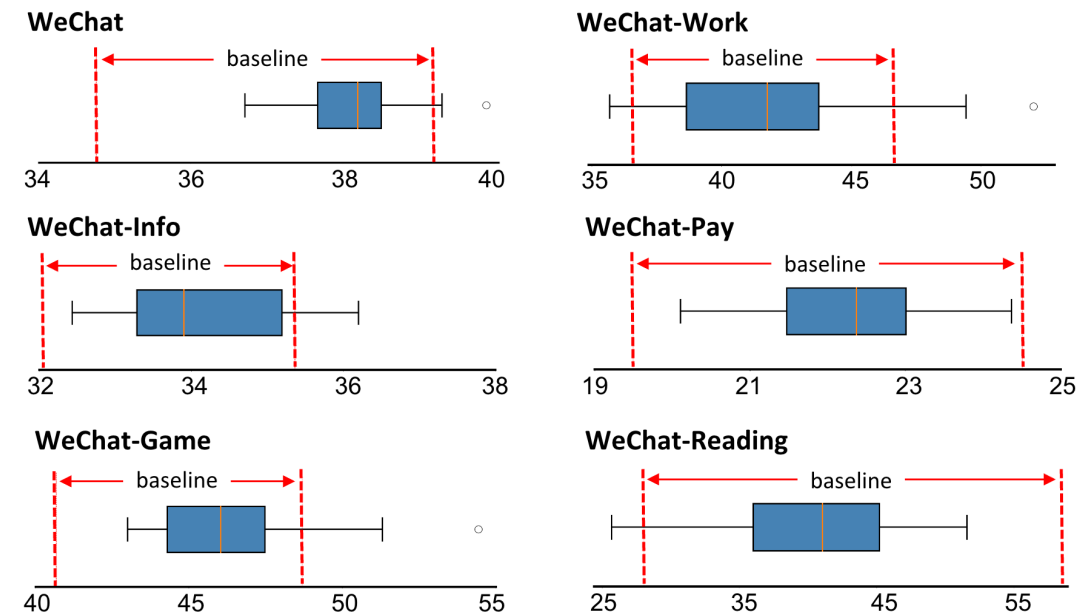 WeChat
baseline
34 36 38 40
WeChat-Work
baseline
35 40 45 50
WeChat-Info
baseline
32 34 36 38
WeChat-Pay
baseline
19 21 23 25
WeChat-Game
baseline
40 45 50 55
WeChat-Reading
baseline
25 35 45 55